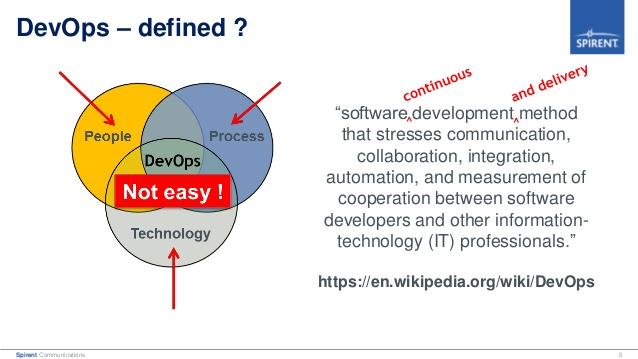 DevOps – defined ?
SPIRENT
continuous
and delivery
People
Process
DevOps
Not easy !
Technology
“software ^ development ^ method
that stresses communication,
collaboration, integration,
automation, and measurement of
cooperation between software
developers and other information-
technology (IT) professionals.”
https://en.wikipedia.org/wiki/DevOps
Spirent Communications
5